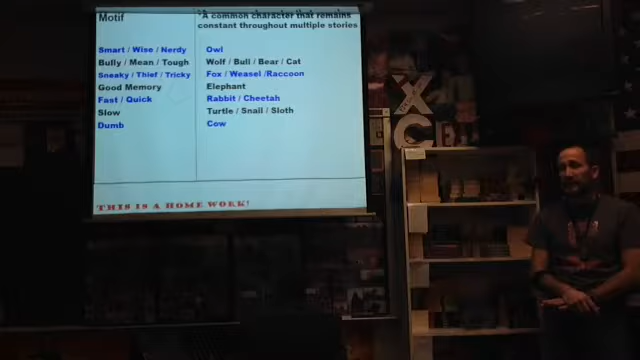 Motif
*A common character that remains
constant throughout multiple stories
Smart / Wise / Nerdy Owl
Bully / Mean / Tough Wolf / Bull / Bear / Cat
Sneaky / Thief / Tricky Fox / Weasel /Raccoon
Good Memory Elephant
Fast / Quick Rabbit / Cheetah
Slow Turtle / Snail / Sloth
Dumb Cow
THIS IS A HOME WORK!
X
C E